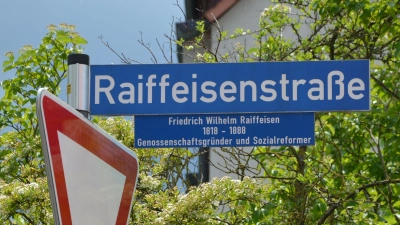 Raiffeisenstraße
Friedrich Wilhelm Raiffeisen
1818 - 1888
Genossenschaftsgründer und Sozialreformer